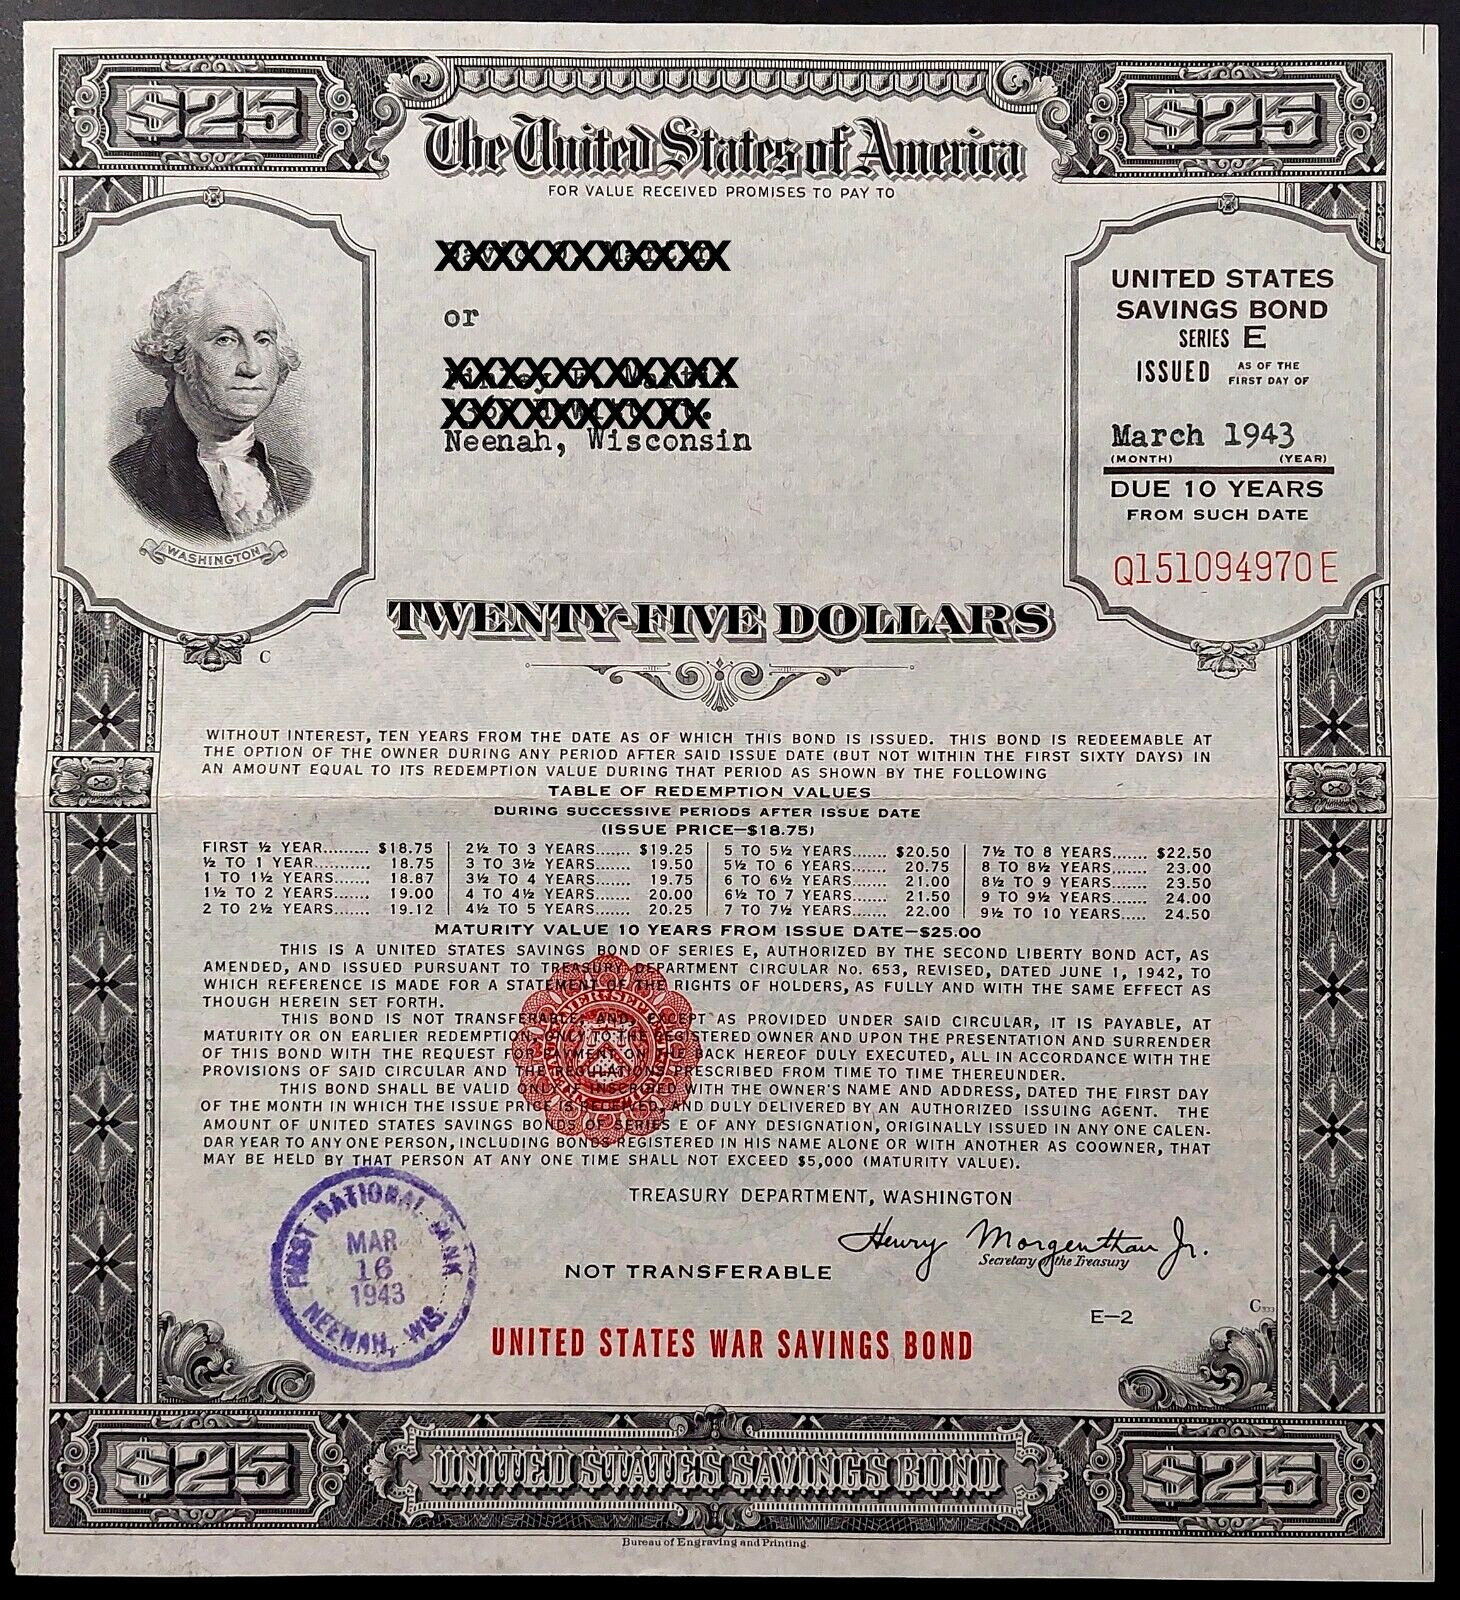 $25
$25
The United States of America
FOR VALUE RECEIVED PROMISES TO PAY TO
or
Neenah, Wisconsin
WASHINGTON
UNITED STATES
SAVINGS BOND
SERIES E
ISSUED AS OF THE FIRST DAY OF
March 1943
(MONTH) (YEAR)
DUE 10 YEARS
FROM SUCH DATE
Q151094970E
TWENTY-FIVE DOLLARS
C
WITHOUT INTEREST, TEN YEARS FROM THE DATE AS OF WHICH THIS BOND IS ISSUED. THIS BOND IS REDEEMABLE AT
THE OPTION OF THE OWNER DURING ANY PERIOD AFTER SAID ISSUE DATE (BUT NOT WITHIN THE FIRST SIXTY DAYS) IN
AN AMOUNT EQUAL TO ITS REDEMPTION VALUE DURING THAT PERIOD AS SHOWN BY THE FOLLOWING
TABLE OF REDEMPTION VALUES
DURING SUCCESSIVE PERIODS AFTER ISSUE DATE
(ISSUE PRICE—$18.75)
FIRST ½ YEAR......... $18.75 2½ TO 3 YEARS...... $19.25 5 TO 5½ YEARS...... $20.50 7½ TO 8 YEARS...... $22.50
½ TO 1 YEAR.......... 18.75 3 TO 3½ YEARS...... 19.50 5½ TO 6 YEARS...... 20.75 8 TO 8½ YEARS...... 23.00
1 TO 1½ YEARS....... 18.87 3½ TO 4 YEARS...... 19.75 6 TO 6½ YEARS...... 21.00 8½ TO 9 YEARS...... 23.50
1½ TO 2 YEARS....... 19.00 4 TO 4½ YEARS...... 20.00 6½ TO 7 YEARS...... 21.50 9 TO 9½ YEARS...... 24.00
2 TO 2½ YEARS....... 19.12 4½ TO 5 YEARS...... 20.25 7 TO 7½ YEARS...... 22.00 9½ TO 10 YEARS..... 24.50
MATURITY VALUE 10 YEARS FROM ISSUE DATE—$25.00
THIS IS A UNITED STATES SAVINGS BOND OF SERIES E, AUTHORIZED BY THE SECOND LIBERTY BOND ACT, AS
AMENDED, AND ISSUED PURSUANT TO TREASURY DEPARTMENT CIRCULAR No. 653, REVISED, DATED JUNE 1, 1942, TO
WHICH REFERENCE IS MADE FOR A STATEMENT OF THE RIGHTS OF HOLDERS, AS FULLY AND WITH THE SAME EFFECT AS
THOUGH HEREIN SET FORTH.
THIS BOND IS NOT TRANSFERABLE, AND, EXCEPT AS PROVIDED UNDER SAID CIRCULAR, IT IS PAYABLE, AT
MATURITY OR ON EARLIER REDEMPTION, ONLY TO THE REGISTERED OWNER AND UPON THE PRESENTATION AND SURRENDER
OF THIS BOND WITH THE REQUEST FOR PAYMENT ON THE BACK HEREOF DULY EXECUTED, ALL IN ACCORDANCE WITH THE
PROVISIONS OF SAID CIRCULAR AND THE REGULATIONS PRESCRIBED FROM TIME TO TIME THEREUNDER.
THIS BOND SHALL BE VALID ONLY IF INSCRIBED WITH THE OWNER'S NAME AND ADDRESS, DATED THE FIRST DAY
OF THE MONTH IN WHICH THE ISSUE PRICE IS RECEIVED, AND DULY DELIVERED BY AN AUTHORIZED ISSUING AGENT. THE
AMOUNT OF UNITED STATES SAVINGS BONDS OF SERIES E OF ANY DESIGNATION, ORIGINALLY ISSUED IN ANY ONE CALEN-
DAR YEAR TO ANY ONE PERSON, INCLUDING BONDS REGISTERED IN HIS NAME ALONE OR WITH ANOTHER AS COOWNER, THAT
MAY BE HELD BY THAT PERSON AT ANY ONE TIME SHALL NOT EXCEED $5,000 (MATURITY VALUE).
TREASURY DEPARTMENT, WASHINGTON
Henry Morgenthau Jr.
Secretary of the Treasury
NOT TRANSFERABLE
FIRST NATIONAL BANK
MAR
16
1943
NEENAH, WIS.
E—2
UNITED STATES WAR SAVINGS BOND
$25
UNITED STATES SAVINGS BOND
$25
Bureau of Engraving and Printing.